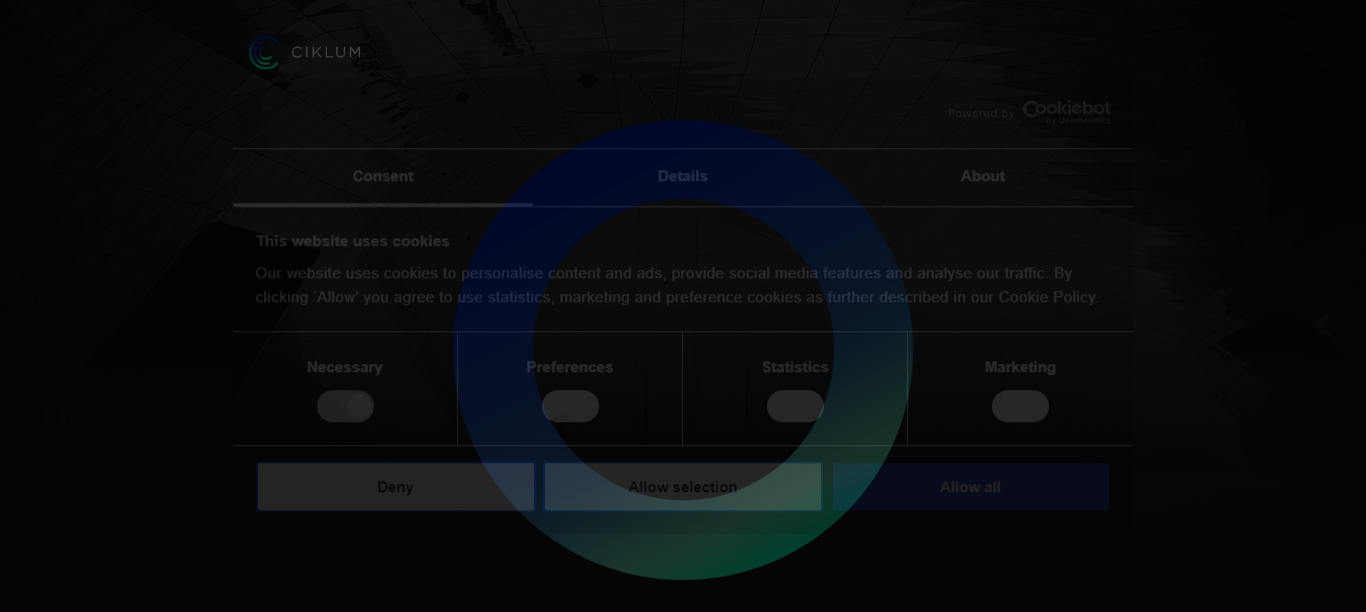 CIKLUM
Powered by Cookiebot
by Usercentrics
Consent
Details
About
This website uses cookies
Our website uses cookies to personalise content and ads, provide social media features and analyse our traffic. By
clicking 'Allow' you agree to use statistics, marketing and preference cookies as further described in our Cookie Policy.
Necessary
Preferences
Statistics
Marketing
Deny
Allow selection
Allow all